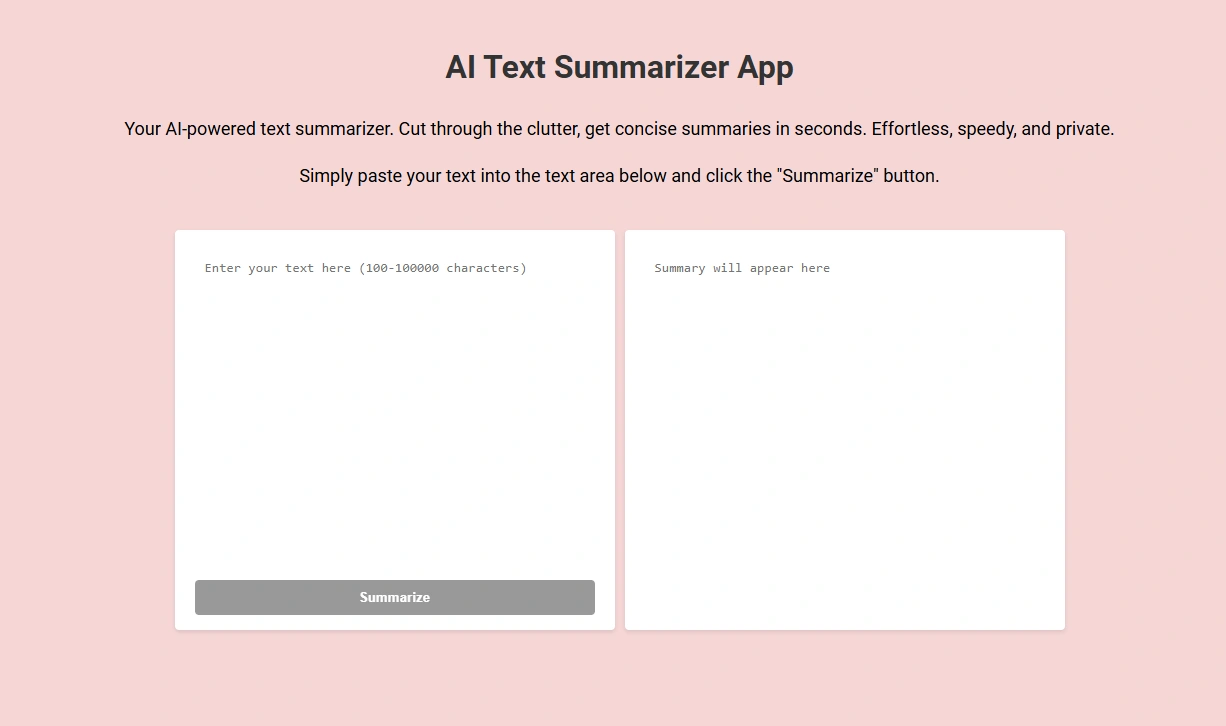 AI Text Summarizer App
Your AI-powered text summarizer. Cut through the clutter, get concise summaries in seconds. Effortless, speedy, and private.
Simply paste your text into the text area below and click the "Summarize" button.
Enter your text here (100-100000 characters)
Summary will appear here
Summarize